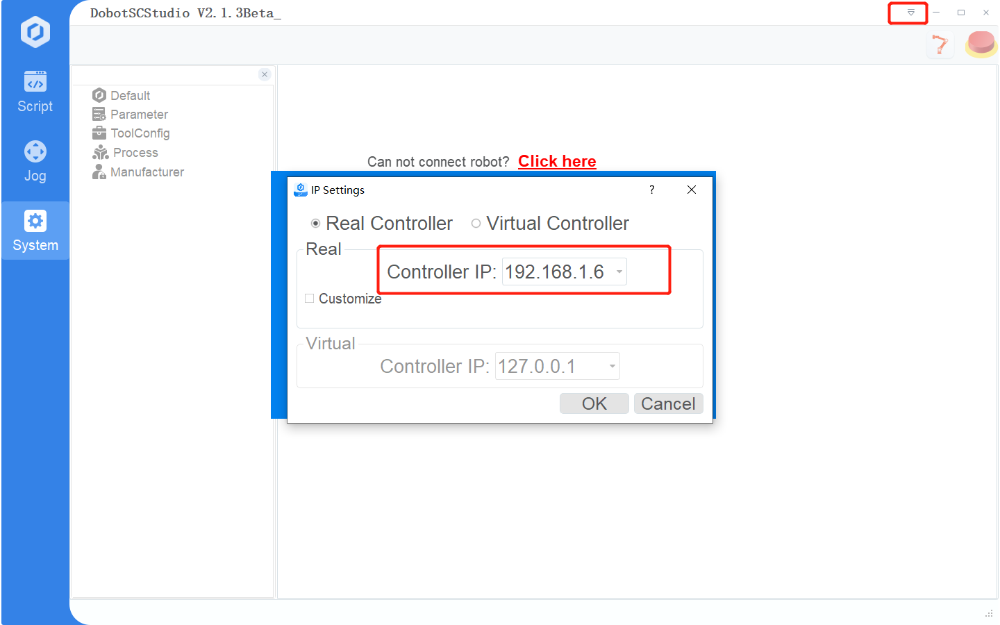 DobotSCStudio V2.1.3Beta_
Script
Jog
System
Default
Parameter
ToolConfig
Process
Manufacturer
Can not connect robot? Click here
IP Settings
?
Real Controller
Virtual Controller
Real
Controller IP: 192.168.1.6
Customize
Virtual
Controller IP: 127.0.0.1
OK
Cancel